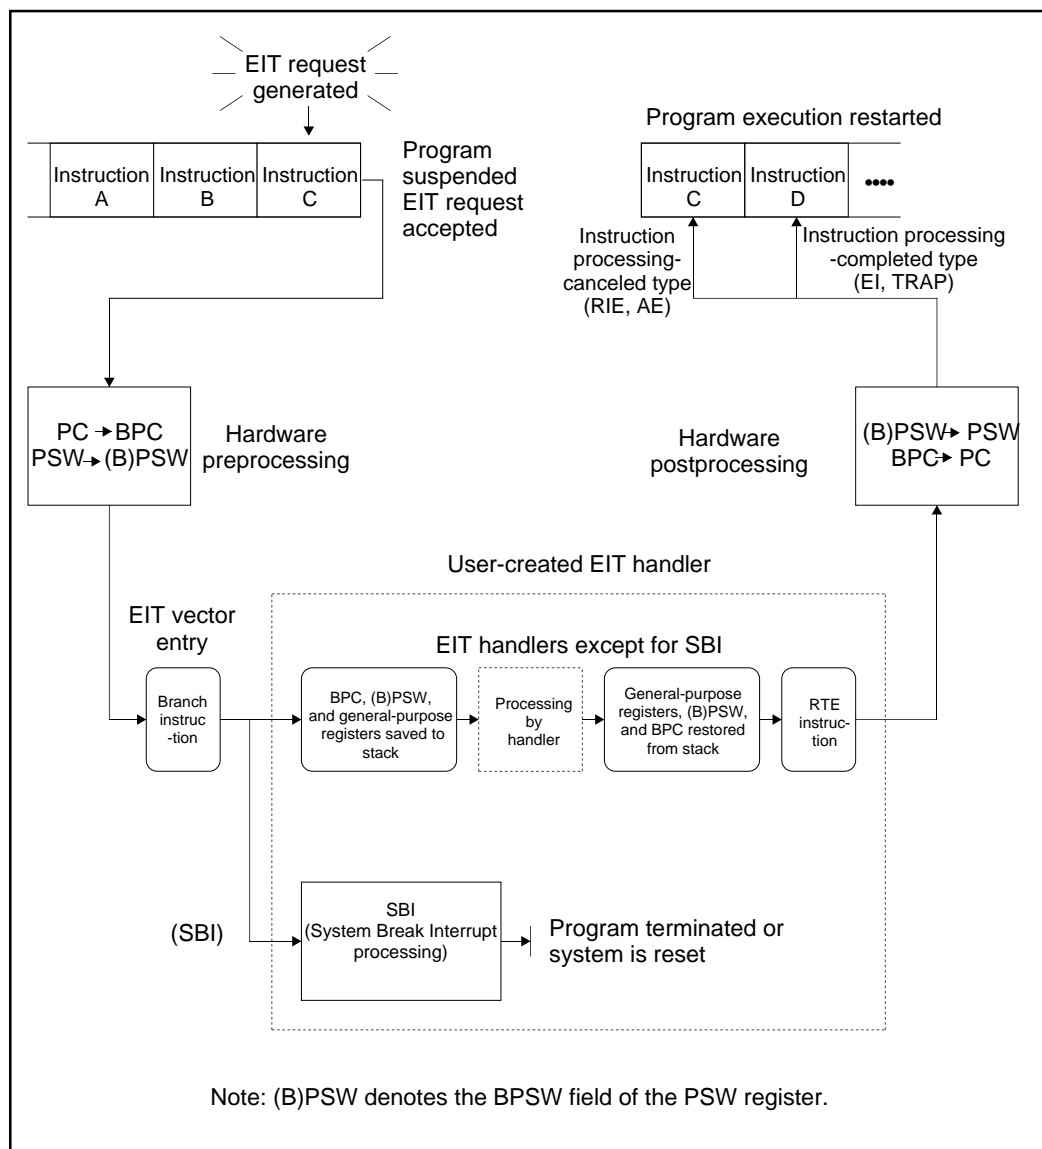 EIT request
generated
Program execution restarted
Instruction
A
Instruction
B
Instruction
C
Program
suspended
EIT request
accepted
Instruction
C
Instruction
D
••••
Instruction
processing-
canceled type
(RIE, AE)
Instruction processing
-completed type
(EI, TRAP)
PC → BPC
PSW → (B)PSW
Hardware
preprocessing
Hardware
postprocessing
(B)PSW → PSW
BPC → PC
User-created EIT handler
EIT vector
entry
EIT handlers except for SBI
Branch
instruc
-tion
BPC, (B)PSW,
and general-purpose
registers saved to
stack
Processing
by
handler
General-purpose
registers, (B)PSW,
and BPC restored
from stack
RTE
instruc-
tion
(SBI)
SBI
(System Break Interrupt
processing)
Program terminated or
system is reset
Note: (B)PSW denotes the BPSW field of the PSW register.